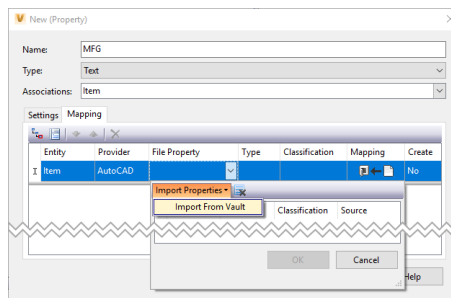 New (Property)
Name: MFG
Type: Text
Associations: Item
Settings Mapping
Entity Provider File Property Type Classification Mapping Create
Item AutoCAD No
Import Properties
Import From Vault
Classification Source
OK Cancel
Help